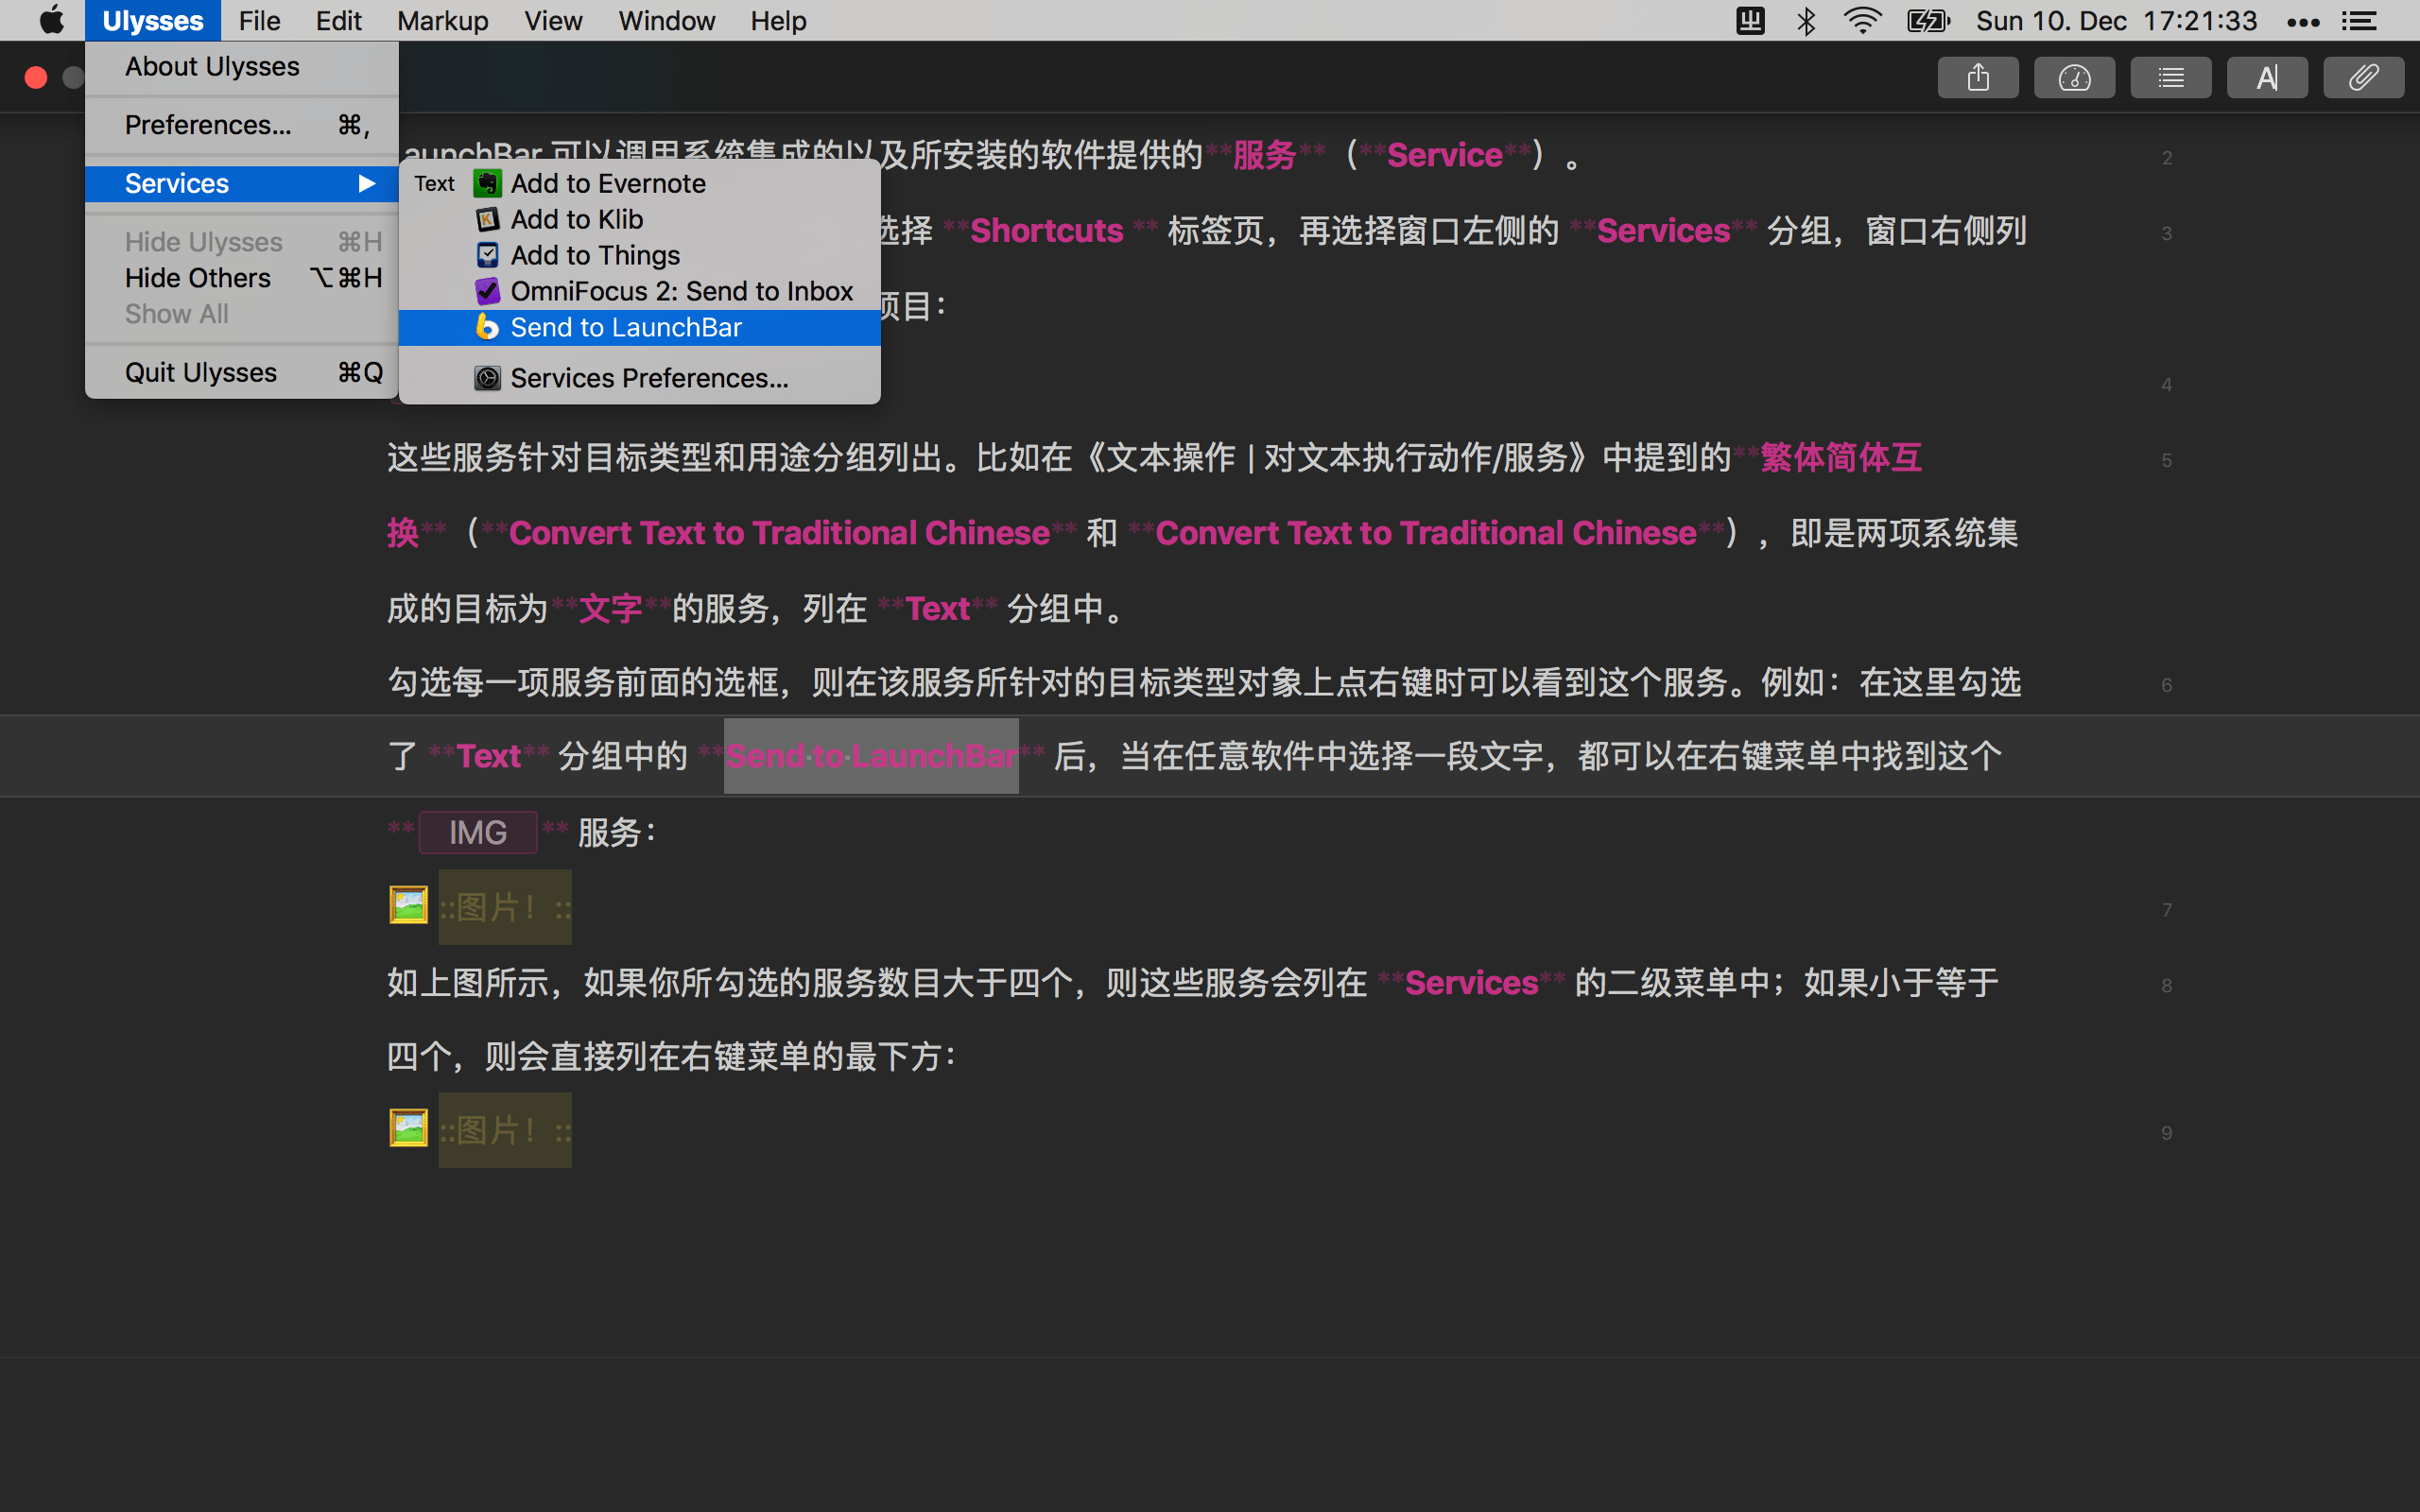 Ulysses File Edit Markup View Window Help Sun 10. Dec 17:21:33
About Ulysses
Preferences... ⌘,
Services ▶
Hide Ulysses ⌘H
Hide Others ⌥⌘H
Show All
Quit Ulysses ⌘Q
Text Add to Evernote
Add to Klib
Add to Things
OmniFocus 2: Send to Inbox
Send to LaunchBar
Services Preferences...
aunchBar 可以调用系统集成的以及所安装的软件提供的**服务**（**Service**）。 2
选择 **Shortcuts ** 标签页，再选择窗口左侧的 **Services** 分组，窗口右侧列 3
项目：
4
这些服务针对目标类型和用途分组列出。比如在《文本操作 | 对文本执行动作/服务》中提到的**繁体简体互 5
换**（**Convert Text to Traditional Chinese** 和 **Convert Text to Traditional Chinese**），即是两项系统集
成的目标为**文字**的服务，列在 **Text** 分组中。
勾选每一项服务前面的选框，则在该服务所针对的目标类型对象上点右键时可以看到这个服务。例如：在这里勾选 6
了 **Text** 分组中的 **Send·to·LaunchBar** 后，当在任意软件中选择一段文字，都可以在右键菜单中找到这个
** IMG ** 服务：
::图片！:: 7
如上图所示，如果你所勾选的服务数目大于四个，则这些服务会列在 **Services** 的二级菜单中；如果小于等于 8
四个，则会直接列在右键菜单的最下方：
::图片！:: 9